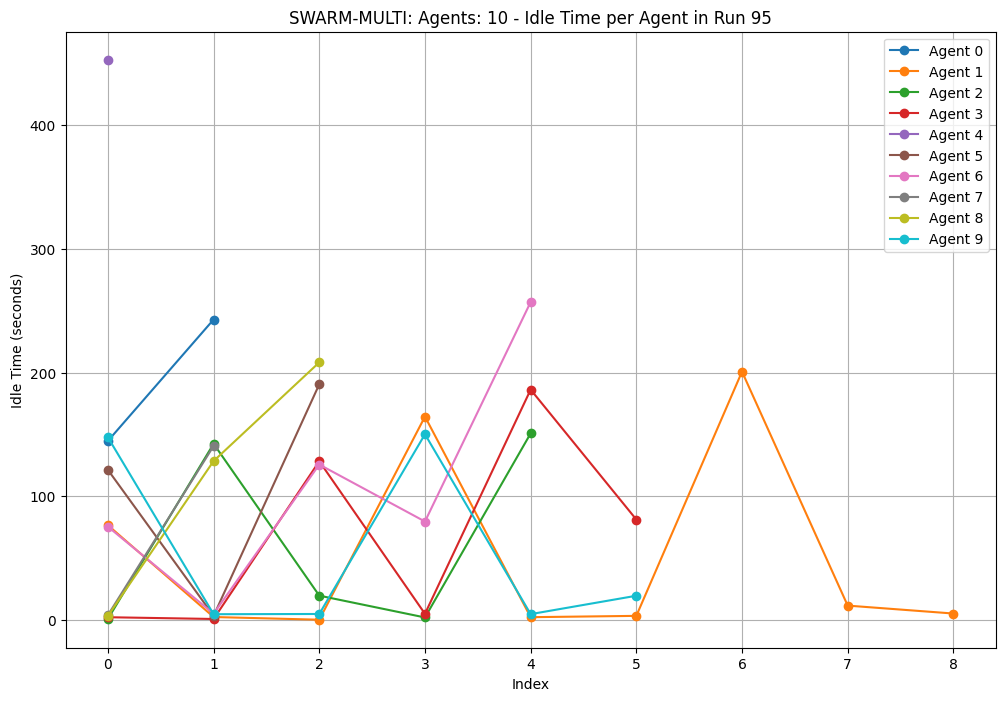 SWARM-MULTI: Agents: 10 - Idle Time per Agent in Run 95
Idle Time (seconds)
400
300
200
100
0
0 1 2 3 4 5 6 7 8
Index
Agent 0
Agent 1
Agent 2
Agent 3
Agent 4
Agent 5
Agent 6
Agent 7
Agent 8
Agent 9